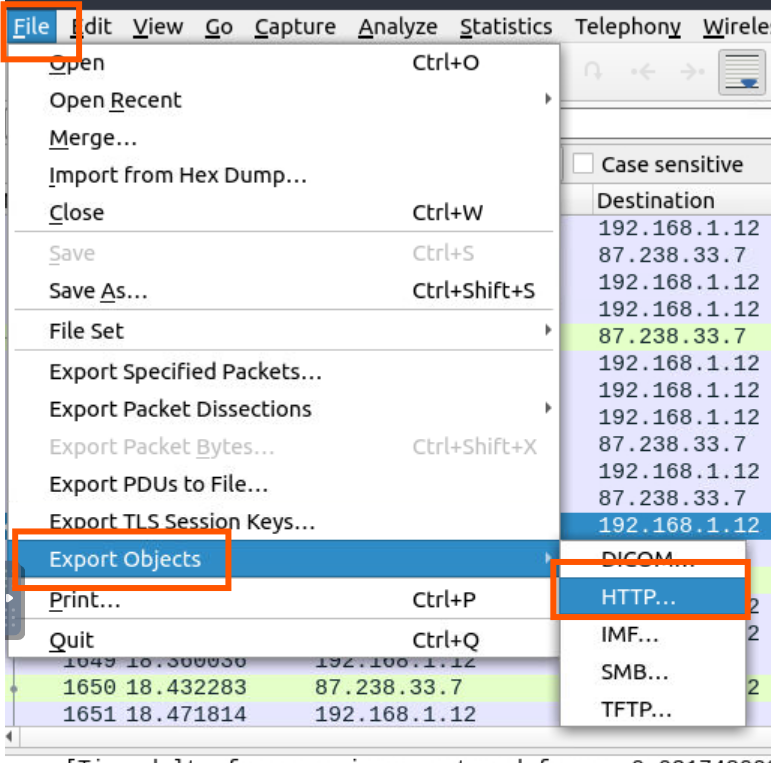 File Edit View Go Capture Analyze Statistics Telephony Wirele
Open Ctrl+O
Open Recent
Merge...
Import from Hex Dump...
Close Ctrl+W
Save Ctrl+S
Save As... Ctrl+Shift+S
File Set
Export Specified Packets...
Export Packet Dissections
Export Packet Bytes... Ctrl+Shift+X
Export PDUs to File...
Export TLS Session Keys...
Export Objects
Print... Ctrl+P
Quit Ctrl+Q
Case sensitive
Destination
192.168.1.12
87.238.33.7
192.168.1.12
192.168.1.12
87.238.33.7
192.168.1.12
192.168.1.12
192.168.1.12
87.238.33.7
192.168.1.12
87.238.33.7
192.168.1.12
DICOM...
HTTP... 2
IMF... 2
SMB... 2
TFTP...
1649 18.360036 192.168.1.12
1650 18.432283 87.238.33.7
1651 18.471814 192.168.1.12